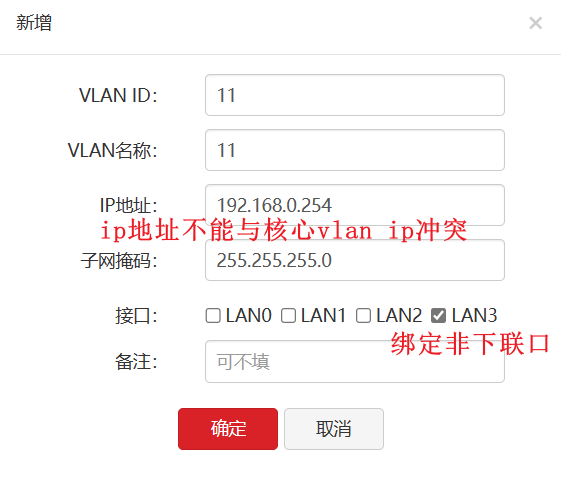 新增 ×
VLAN ID： 11
VLAN名称： 11
IP地址： 192.168.0.254
ip地址不能与核心vlan ip冲突
子网掩码： 255.255.255.0
接口： LAN0 LAN1 LAN2 LAN3
绑定非下联口
备注： 可不填
确定 取消